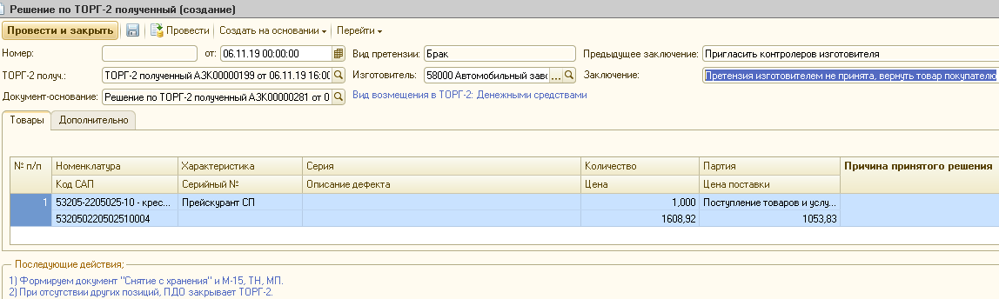 Решение по ТОРГ-2 полученный (создание)
Провести и закрыть Провести Создать на основании Перейти
Номер: от: 06.11.19 00:00:00 Вид претензии: Брак Предыдущее заключение: Пригласить контролеров изготовителя
ТОРГ-2 получ.: ТОРГ-2 полученный АЗК00000199 от 06.11.19 16:00 Изготовитель: 58000 Автомобильный заво ... Заключение: Претензия изготовителем не принята, вернуть товар покупателю
Документ-основание: Решение по ТОРГ-2 полученный АЗК00000281 от 0 Вид возмещения в ТОРГ-2: Денежными средствами
Товары Дополнительно
№ п/п Номенклатура Характеристика Серия Количество Партия Причина принятого решения
Код САП Серийный № Описание дефекта Цена Цена поставки
1 53205-2205025-10 - крес... Прейскурант СП 1,000 Поступление товаров и услу...
532050220502510004 1608,92 1053,83
Последующие действия:
1) Формируем документ "Снятие с хранения" и М-15, ТН, МП.
2) При отсутствии других позиций, ПДО закрывает ТОРГ-2.